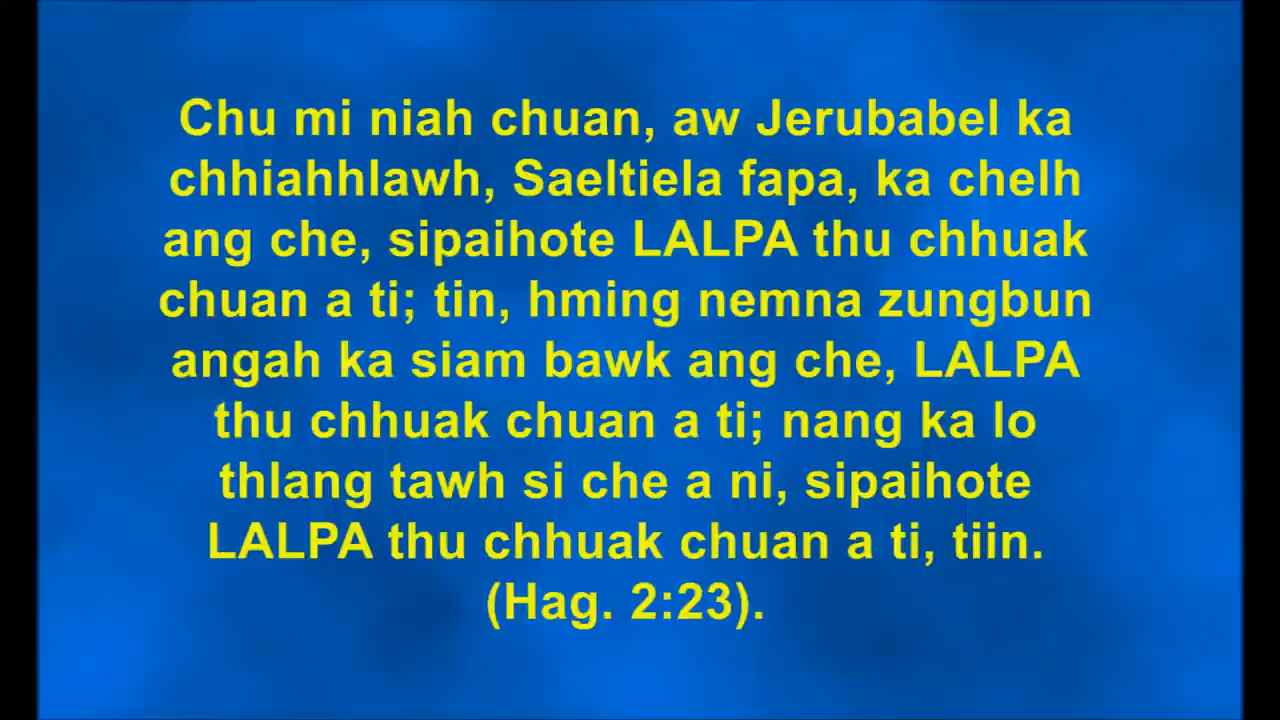 Chu mi niah chuan, aw Jerubabel ka
chhiahhlawh, Saeltiela fapa, ka chelh
ang che, sipaihote LALPA thu chhuak
chuan a ti; tin, hming nemna zungbun
angah ka siam bawk ang che, LALPA
thu chhuak chuan a ti; nang ka lo
thlang tawh si che a ni, sipaihote
LALPA thu chhuak chuan a ti, tiin.
(Hag. 2:23).